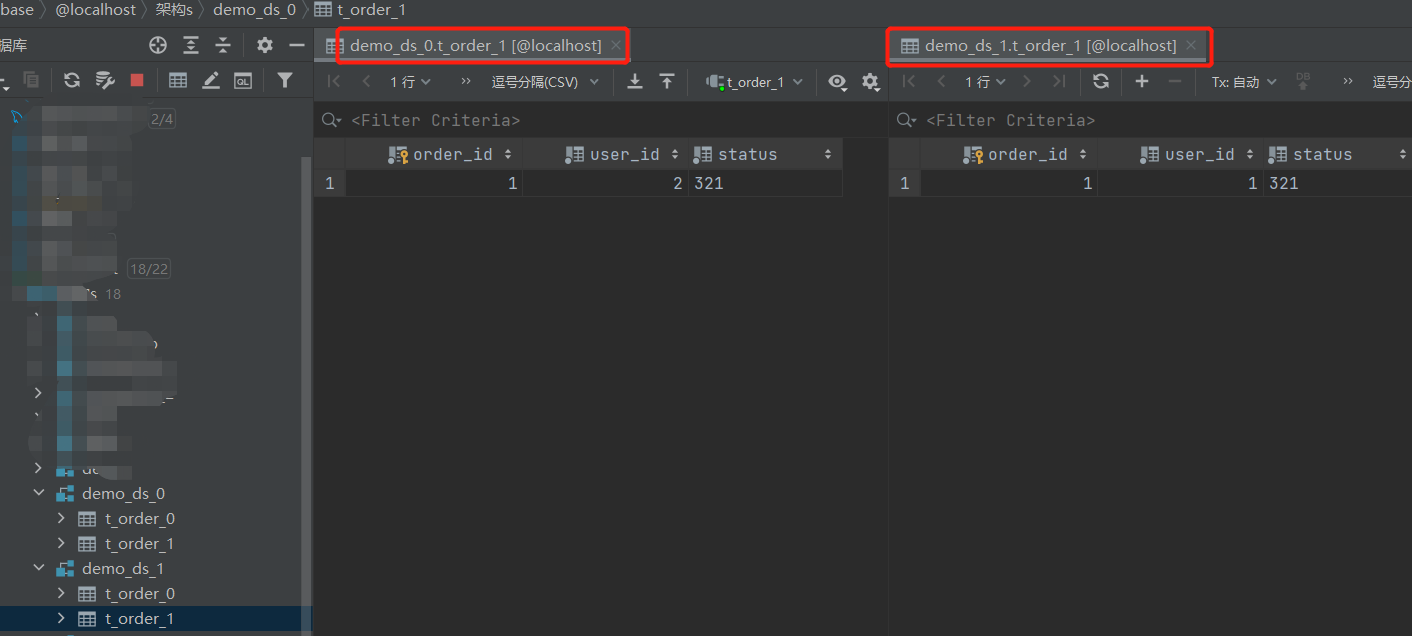 base 〉 @localhost 〉 架构s 〉 demo_ds_0 〉 t_order_1
据库
demo_ds_0.t_order_1 [@localhost] ×
demo_ds_1.t_order_1 [@localhost] ×
1 行 >> 逗号分隔(CSV) t_order_1
1 行 Tx: 自动 DB >> 逗号分
<Filter Criteria>
<Filter Criteria>
order_id user_id status
1 1 2 321
order_id user_id status
1 1 1 321
QL
2/4
18/22
18
demo_ds_0
t_order_0
t_order_1
demo_ds_1
t_order_0
t_order_1